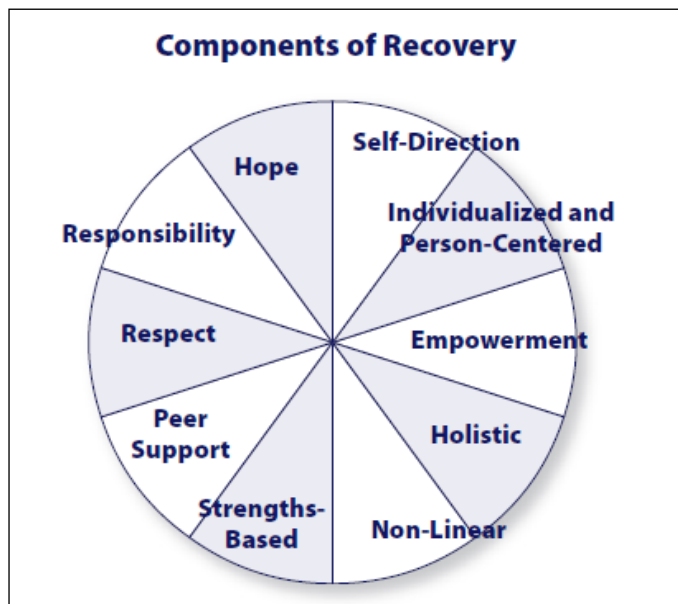 Components of Recovery
Self-Direction
Individualized and
Person-Centered
Empowerment
Holistic
Non-Linear
Strengths-
Based
Peer
Support
Respect
Responsibility
Hope